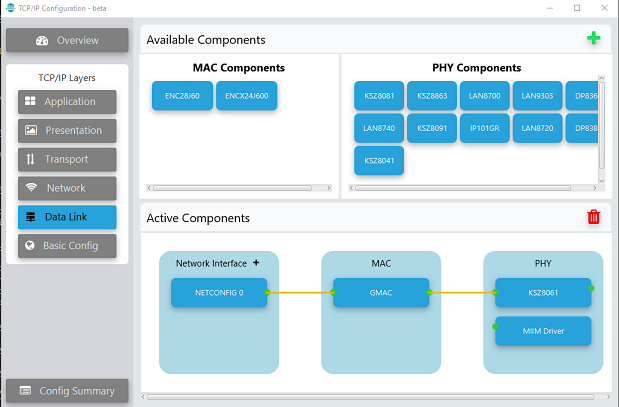 TCP/IP Configuration - beta
Overview
TCP/IP Layers
Application
Presentation
Transport
Network
Data Link
Basic Config
Config Summary
Available Components
MAC Components
ENC28J60 ENCX24J600
PHY Components
KSZ8081 KSZ8863 LAN8700 LAN9303 DP836
LAN8740 KSZ8091 IP101GR LAN8720 DP838
KSZ8041
Active Components
Network Interface +
NETCONFIG 0
MAC
GMAC
PHY
KSZ8061
MIIM Driver